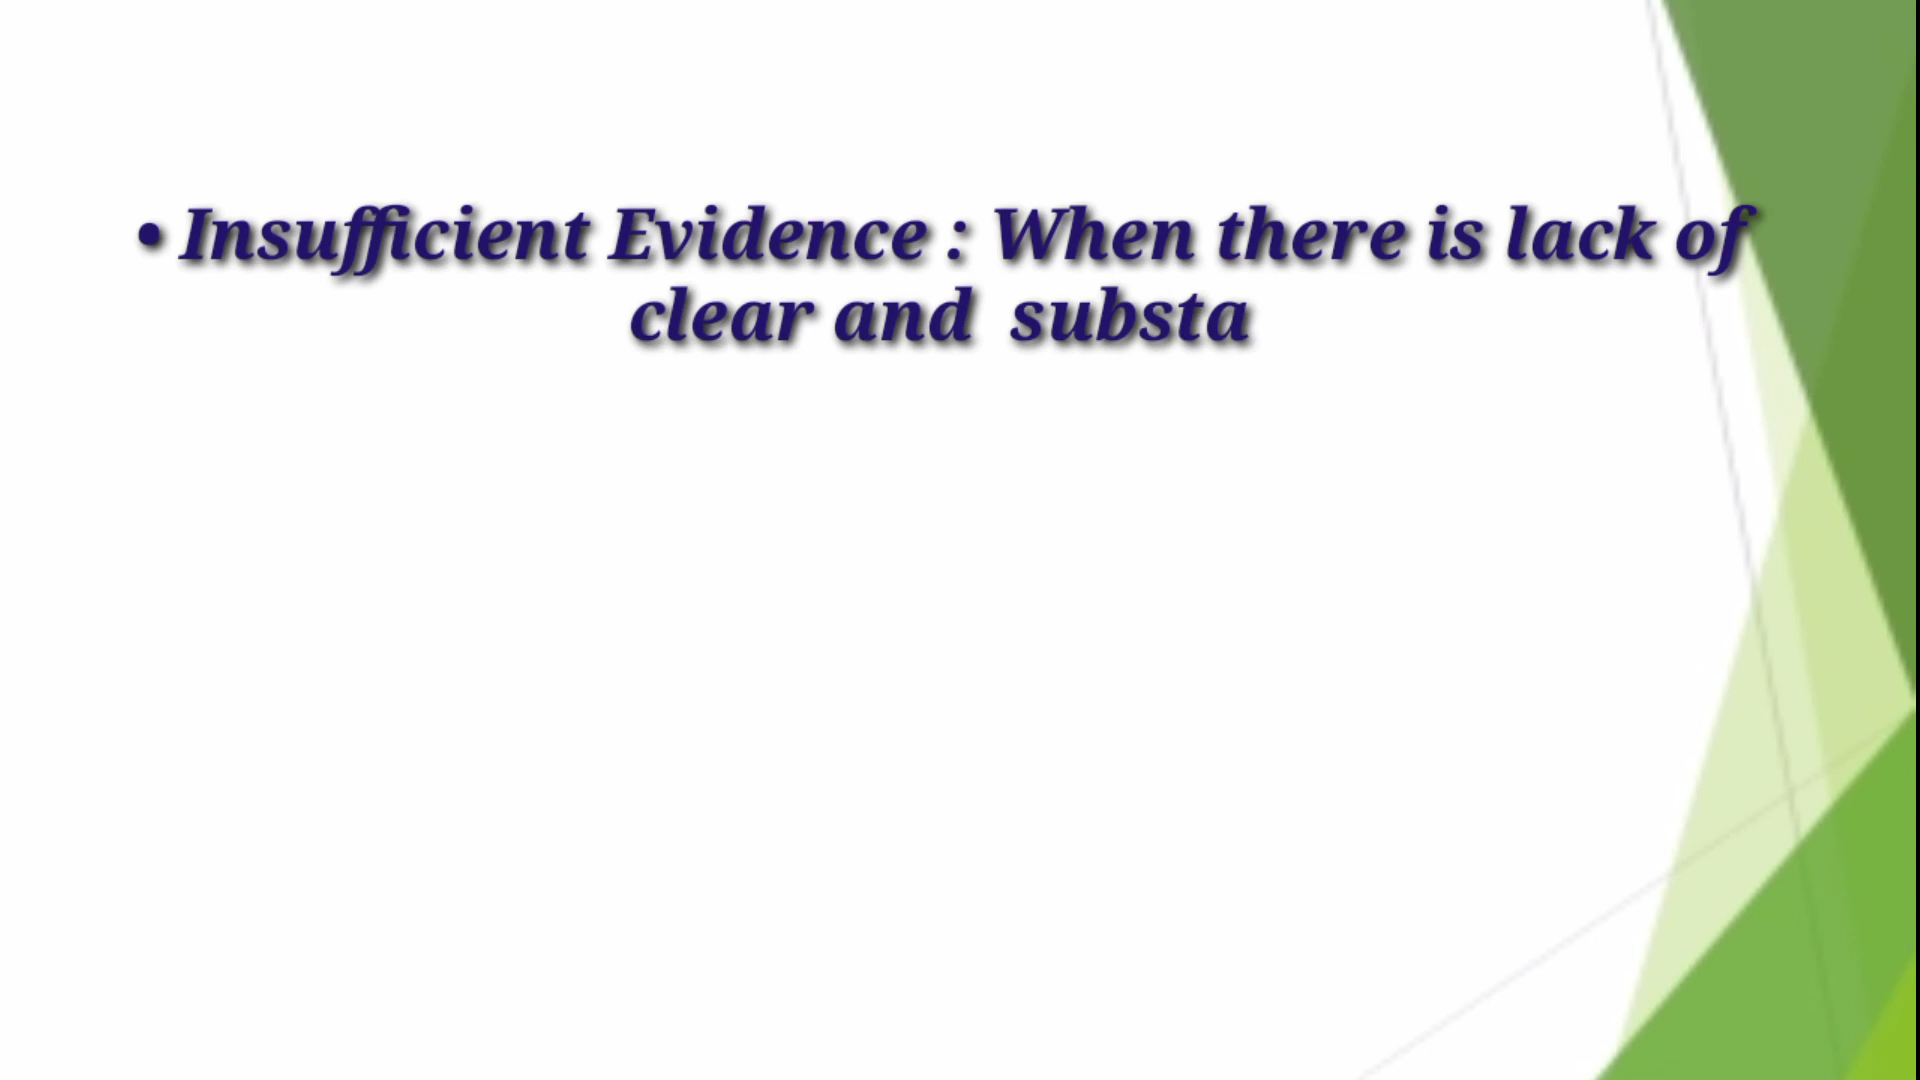 • Insufficient Evidence : When there is lack of
clear and  substa